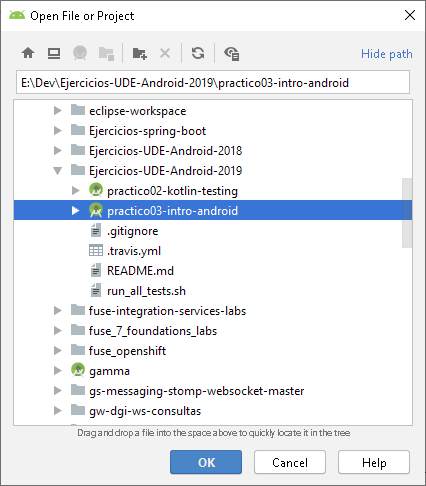 Open File or Project
Hide path
E:\Dev\Ejercicios-UDE-Android-2019\practico03-intro-android
eclipse-workspace
Ejercicios-spring-boot
Ejercicios-UDE-Android-2018
Ejercicios-UDE-Android-2019
practico02-kotlin-testing
practico03-intro-android
.gitignore
.travis.yml
README.md
run_all_tests.sh
fuse-integration-services-labs
fuse_7_foundations_labs
fuse_openshift
gamma
gs-messaging-stomp-websocket-master
gw-dgi-ws-consultas
Drag and drop a file into the space above to quickly locate it in the tree
OK Cancel Help